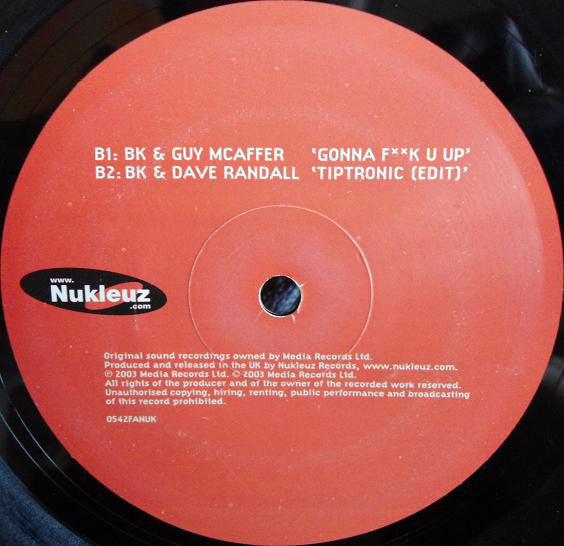 B1: BK & GUY MCAFFER ‘GONNA F**K U UP’
B2: BK & DAVE RANDALL ‘TIPTRONIC (EDIT)’
www.
Nukleuz
.com
Original sound recordings owned by Media Records Ltd.
Produced and released in the UK by Nukleuz Records, www.nukleuz.com.
℗ 2003 Media Records Ltd. © 2003 Media Records Ltd.
All rights of the producer and of the owner of the recorded work reserved.
Unauthorised copying, hiring, renting, public performance and broadcasting
of this record prohibited.
0542FANUK